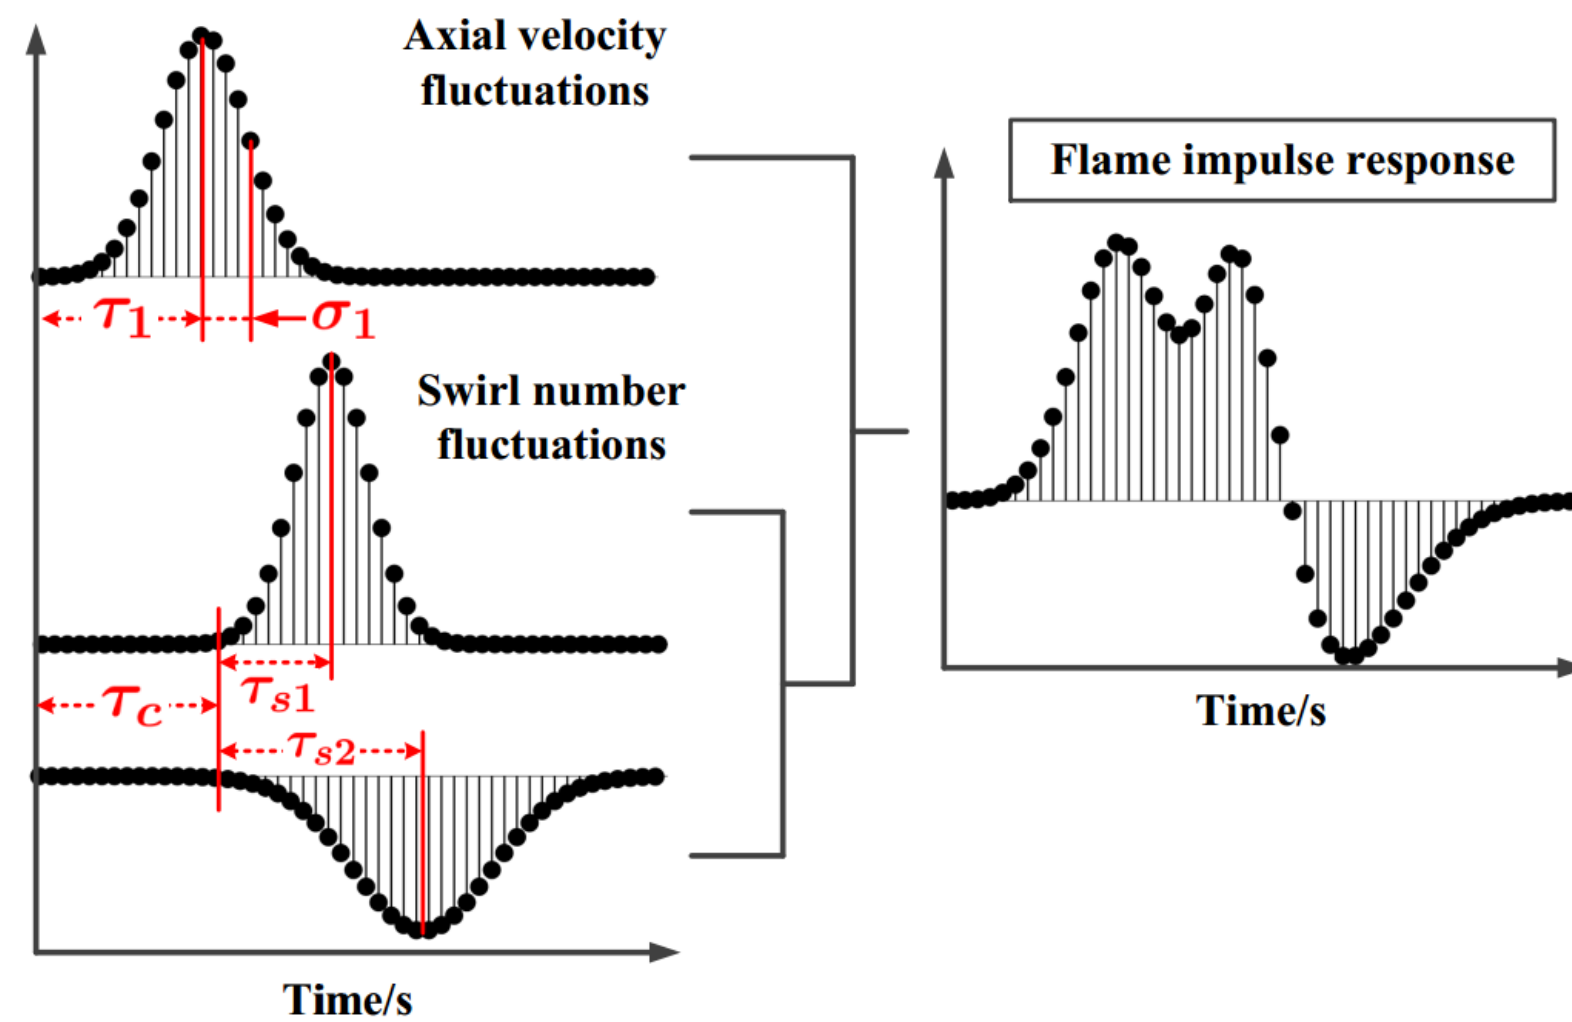 Axial velocity
fluctuations
τ1
σ1
Swirl number
fluctuations
τc
τs1
τs2
Time/s
Flame impulse response
Time/s